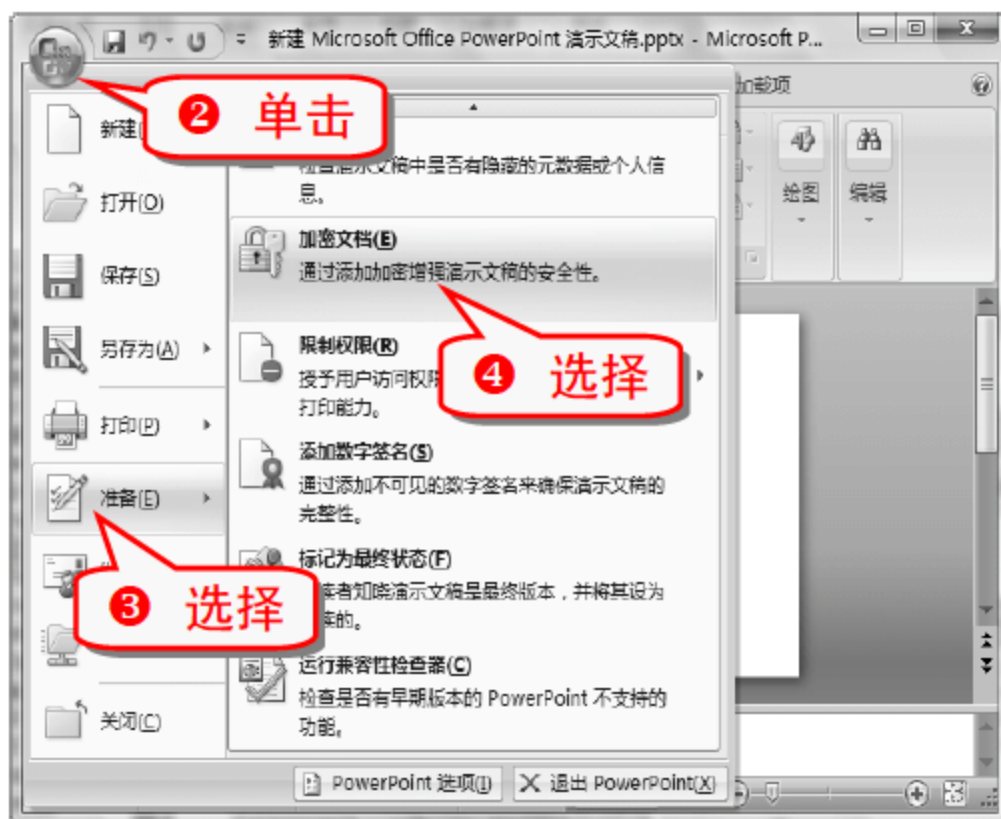 新建 Microsoft Office PowerPoint 演示文稿.pptx - Microsoft P...
加载项
❷ 单击
新建
检查演示文稿中是否有隐藏的元数据或个人信
息。
打开(O)
绘图
编辑
加密文档(E)
通过添加加密增强演示文稿的安全性。
保存(S)
限制权限(R)
另存为(A)
授予用户访问权限
❹ 选择
打印能力。
打印(P)
添加数字签名(S)
通过添加不可见的数字签名来确保演示文稿的
完整性。
准备(E)
标记为最终状态(F)
读者知晓演示文稿是最终版本，并将其设为
读的。
❸ 选择
运行兼容性检查器(C)
检查是否有早期版本的 PowerPoint 不支持的
功能。
关闭(C)
PowerPoint 选项(I)
退出 PowerPoint(X)